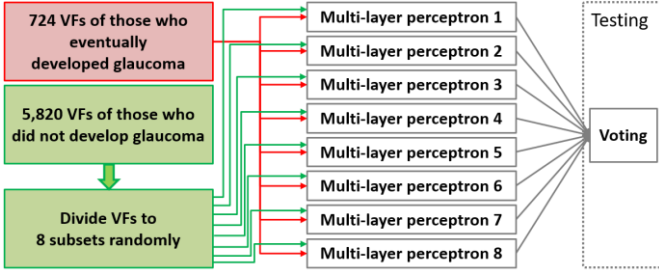 724 VFs of those who
eventually
developed glaucoma
5,820 VFs of those who
did not develop glaucoma
Divide VFs to
8 subsets randomly
Multi-layer perceptron 1
Multi-layer perceptron 2
Multi-layer perceptron 3
Multi-layer perceptron 4
Multi-layer perceptron 5
Multi-layer perceptron 6
Multi-layer perceptron 7
Multi-layer perceptron 8
Testing
Voting